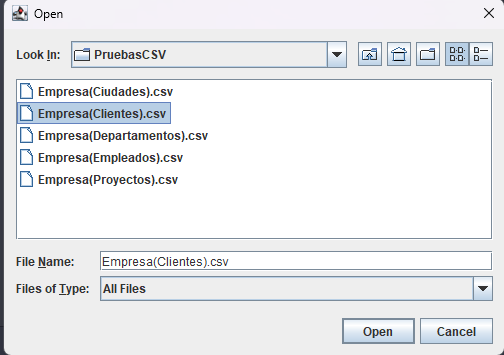 Open
Look In: PruebasCSV
Empresa(Ciudades).csv
Empresa(Clientes).csv
Empresa(Departamentos).csv
Empresa(Empleados).csv
Empresa(Proyectos).csv
File Name: Empresa(Clientes).csv
Files of Type: All Files
Open Cancel